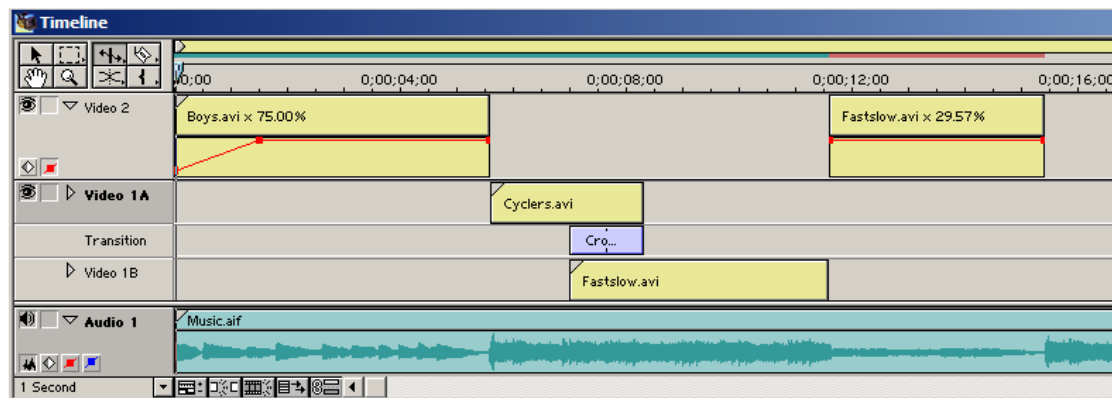 Timeline
0;00 0;00;04;00 0;00;08;00 0;00;12;00 0;00;16;00
Video 2
Boys.avi × 75.00%
Fastslow.avi × 29.57%
Video 1A
Cyclers.avi
Transition
Cro...
Video 1B
Fastslow.avi
Audio 1
Music.aif
1 Second